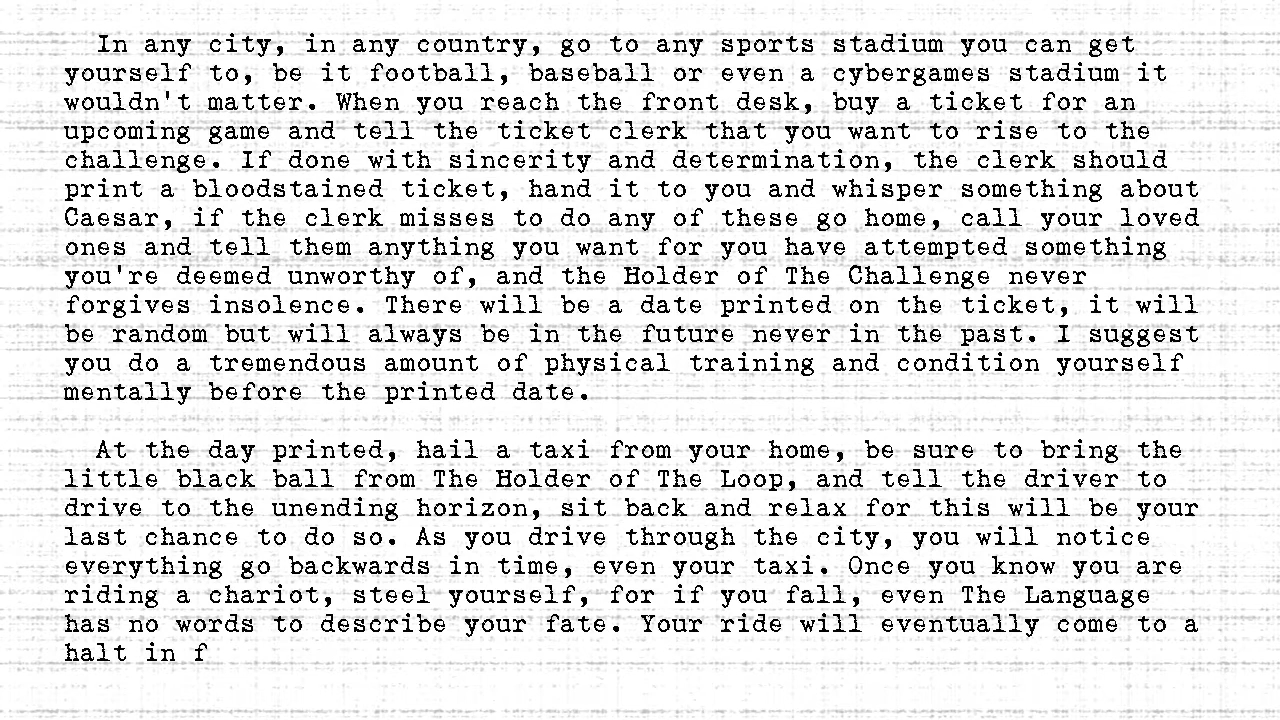 In any city, in any country, go to any sports stadium you can get
yourself to, be it football, baseball or even a cybergames stadium it
wouldn't matter. When you reach the front desk, buy a ticket for an
upcoming game and tell the ticket clerk that you want to rise to the
challenge. If done with sincerity and determination, the clerk should
print a bloodstained ticket, hand it to you and whisper something about
Caesar, if the clerk misses to do any of these go home, call your loved
ones and tell them anything you want for you have attempted something
you're deemed unworthy of, and the Holder of The Challenge never
forgives insolence. There will be a date printed on the ticket, it will
be random but will always be in the future never in the past. I suggest
you do a tremendous amount of physical training and condition yourself
mentally before the printed date.

At the day printed, hail a taxi from your home, be sure to bring the
little black ball from The Holder of The Loop, and tell the driver to
drive to the unending horizon, sit back and relax for this will be your
last chance to do so. As you drive through the city, you will notice
everything go backwards in time, even your taxi. Once you know you are
riding a chariot, steel yourself, for if you fall, even The Language
has no words to describe your fate. Your ride will eventually come to a
halt in f